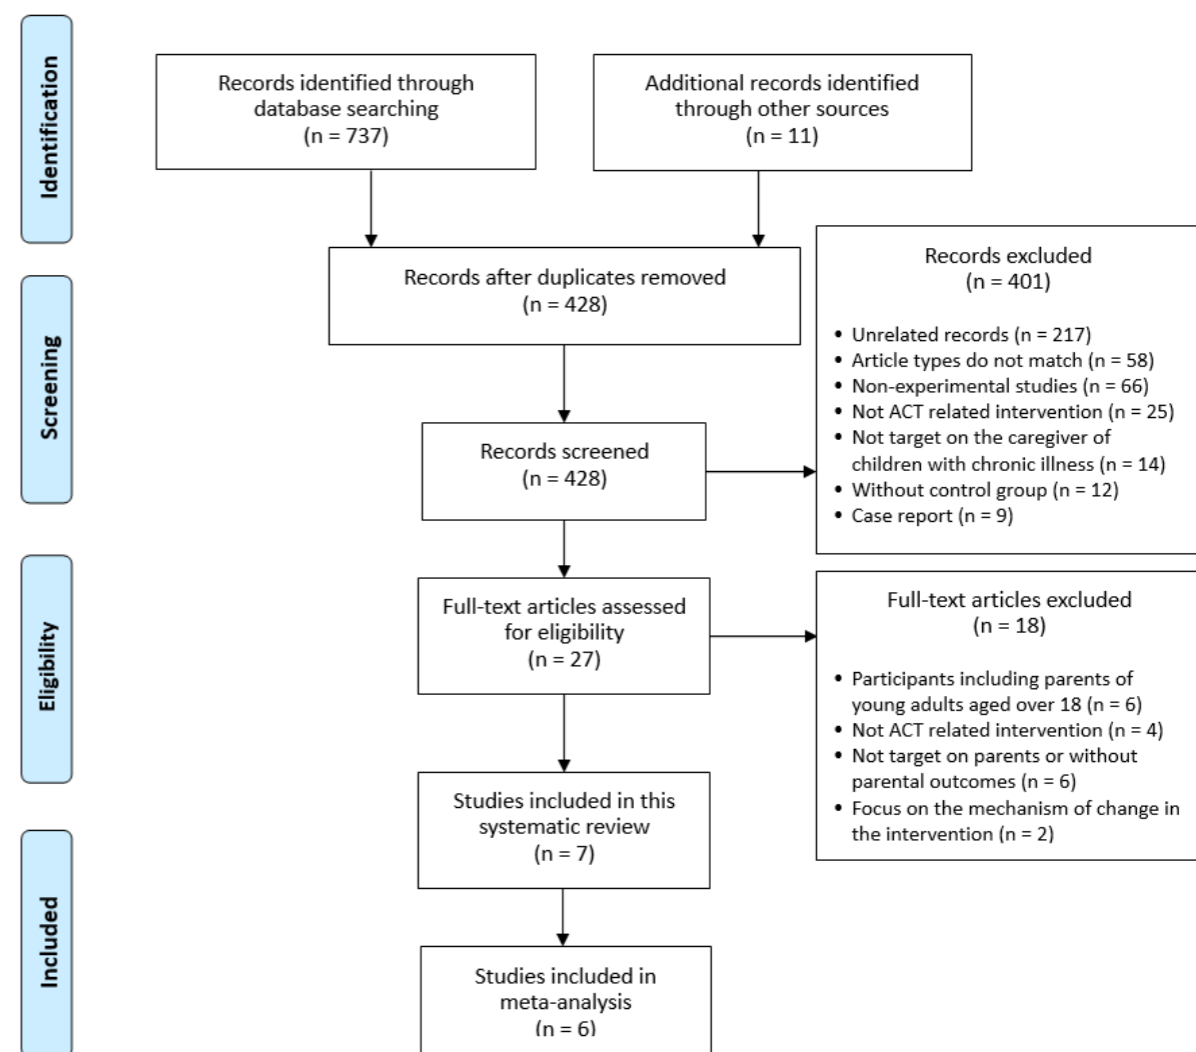 Identification
Records identified through
database searching
(n = 737)
Additional records identified
through other sources
(n = 11)
Records after duplicates removed
(n = 428)
Records excluded
(n = 401)
• Unrelated records (n = 217)
• Article types do not match (n = 58)
• Non-experimental studies (n = 66)
• Not ACT related intervention (n = 25)
• Not target on the caregiver of
children with chronic illness (n = 14)
• Without control group (n = 12)
• Case report (n = 9)
Screening
Records screened
(n = 428)
Eligibility
Full-text articles assessed
for eligibility
(n = 27)
Full-text articles excluded
(n = 18)
• Participants including parents of
young adults aged over 18 (n = 6)
• Not ACT related intervention (n = 4)
• Not target on parents or without
parental outcomes (n = 6)
• Focus on the mechanism of change in
the intervention (n = 2)
Studies included in this
systematic review
(n = 7)
Included
Studies included in
meta-analysis
(n = 6)